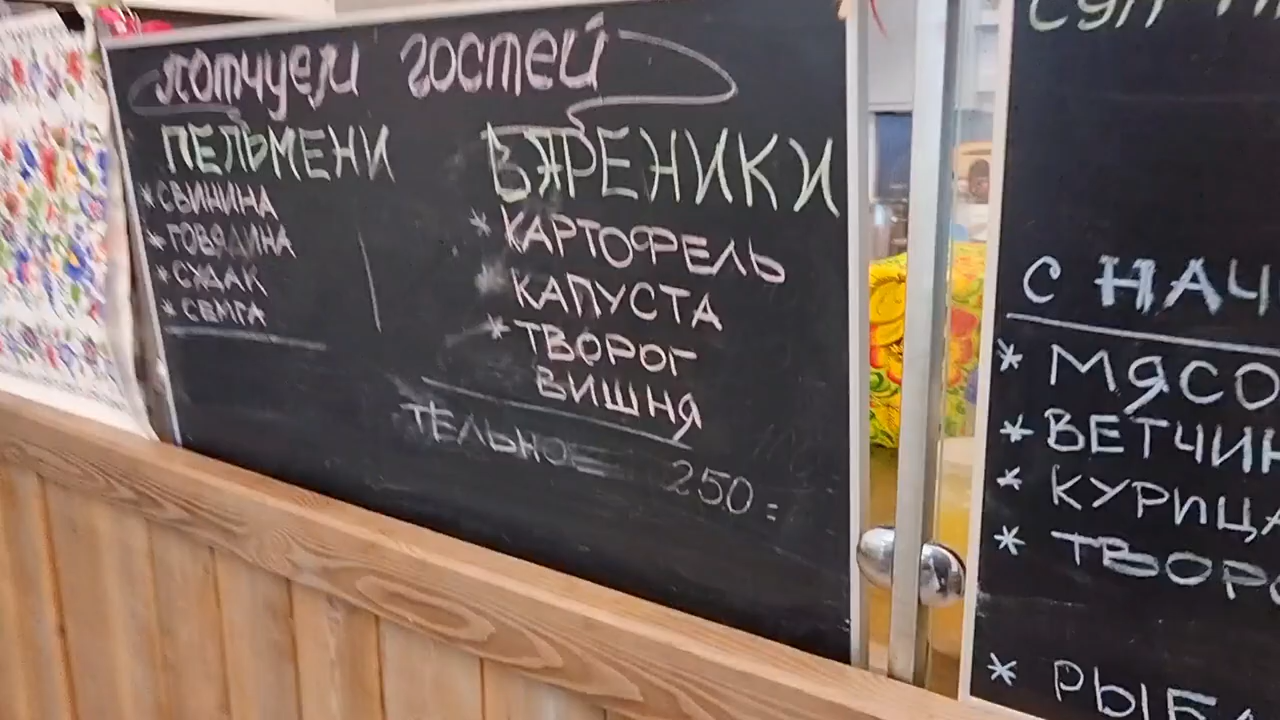 потчуем гостей
ПЕЛЬМЕНИ
* СВИНИНА
* ГОВЯДИНА
* СУДАК
* СЕМГА
ВАРЕНИКИ
* КАРТОФЕЛЬ
* КАПУСТА
* ТВОРОГ
ВИШНЯ
ТЕЛЬНОЕ 250=
С НАЧ
* МЯСО
* ВЕТЧИН
* КУРИЦА
* ТВОРО
* РЫБА